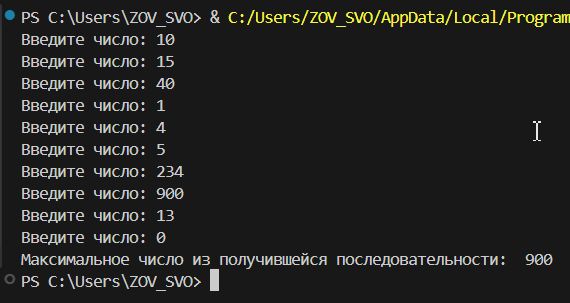 PS C:\Users\ZOV_SVO> & C:/Users/ZOV_SVO/AppData/Local/Program
Введите число: 10
Введите число: 15
Введите число: 40
Введите число: 1
Введите число: 4
Введите число: 5
Введите число: 234
Введите число: 900
Введите число: 13
Введите число: 0
Максимальное число из получившейся последовательности:  900
PS C:\Users\ZOV_SVO>